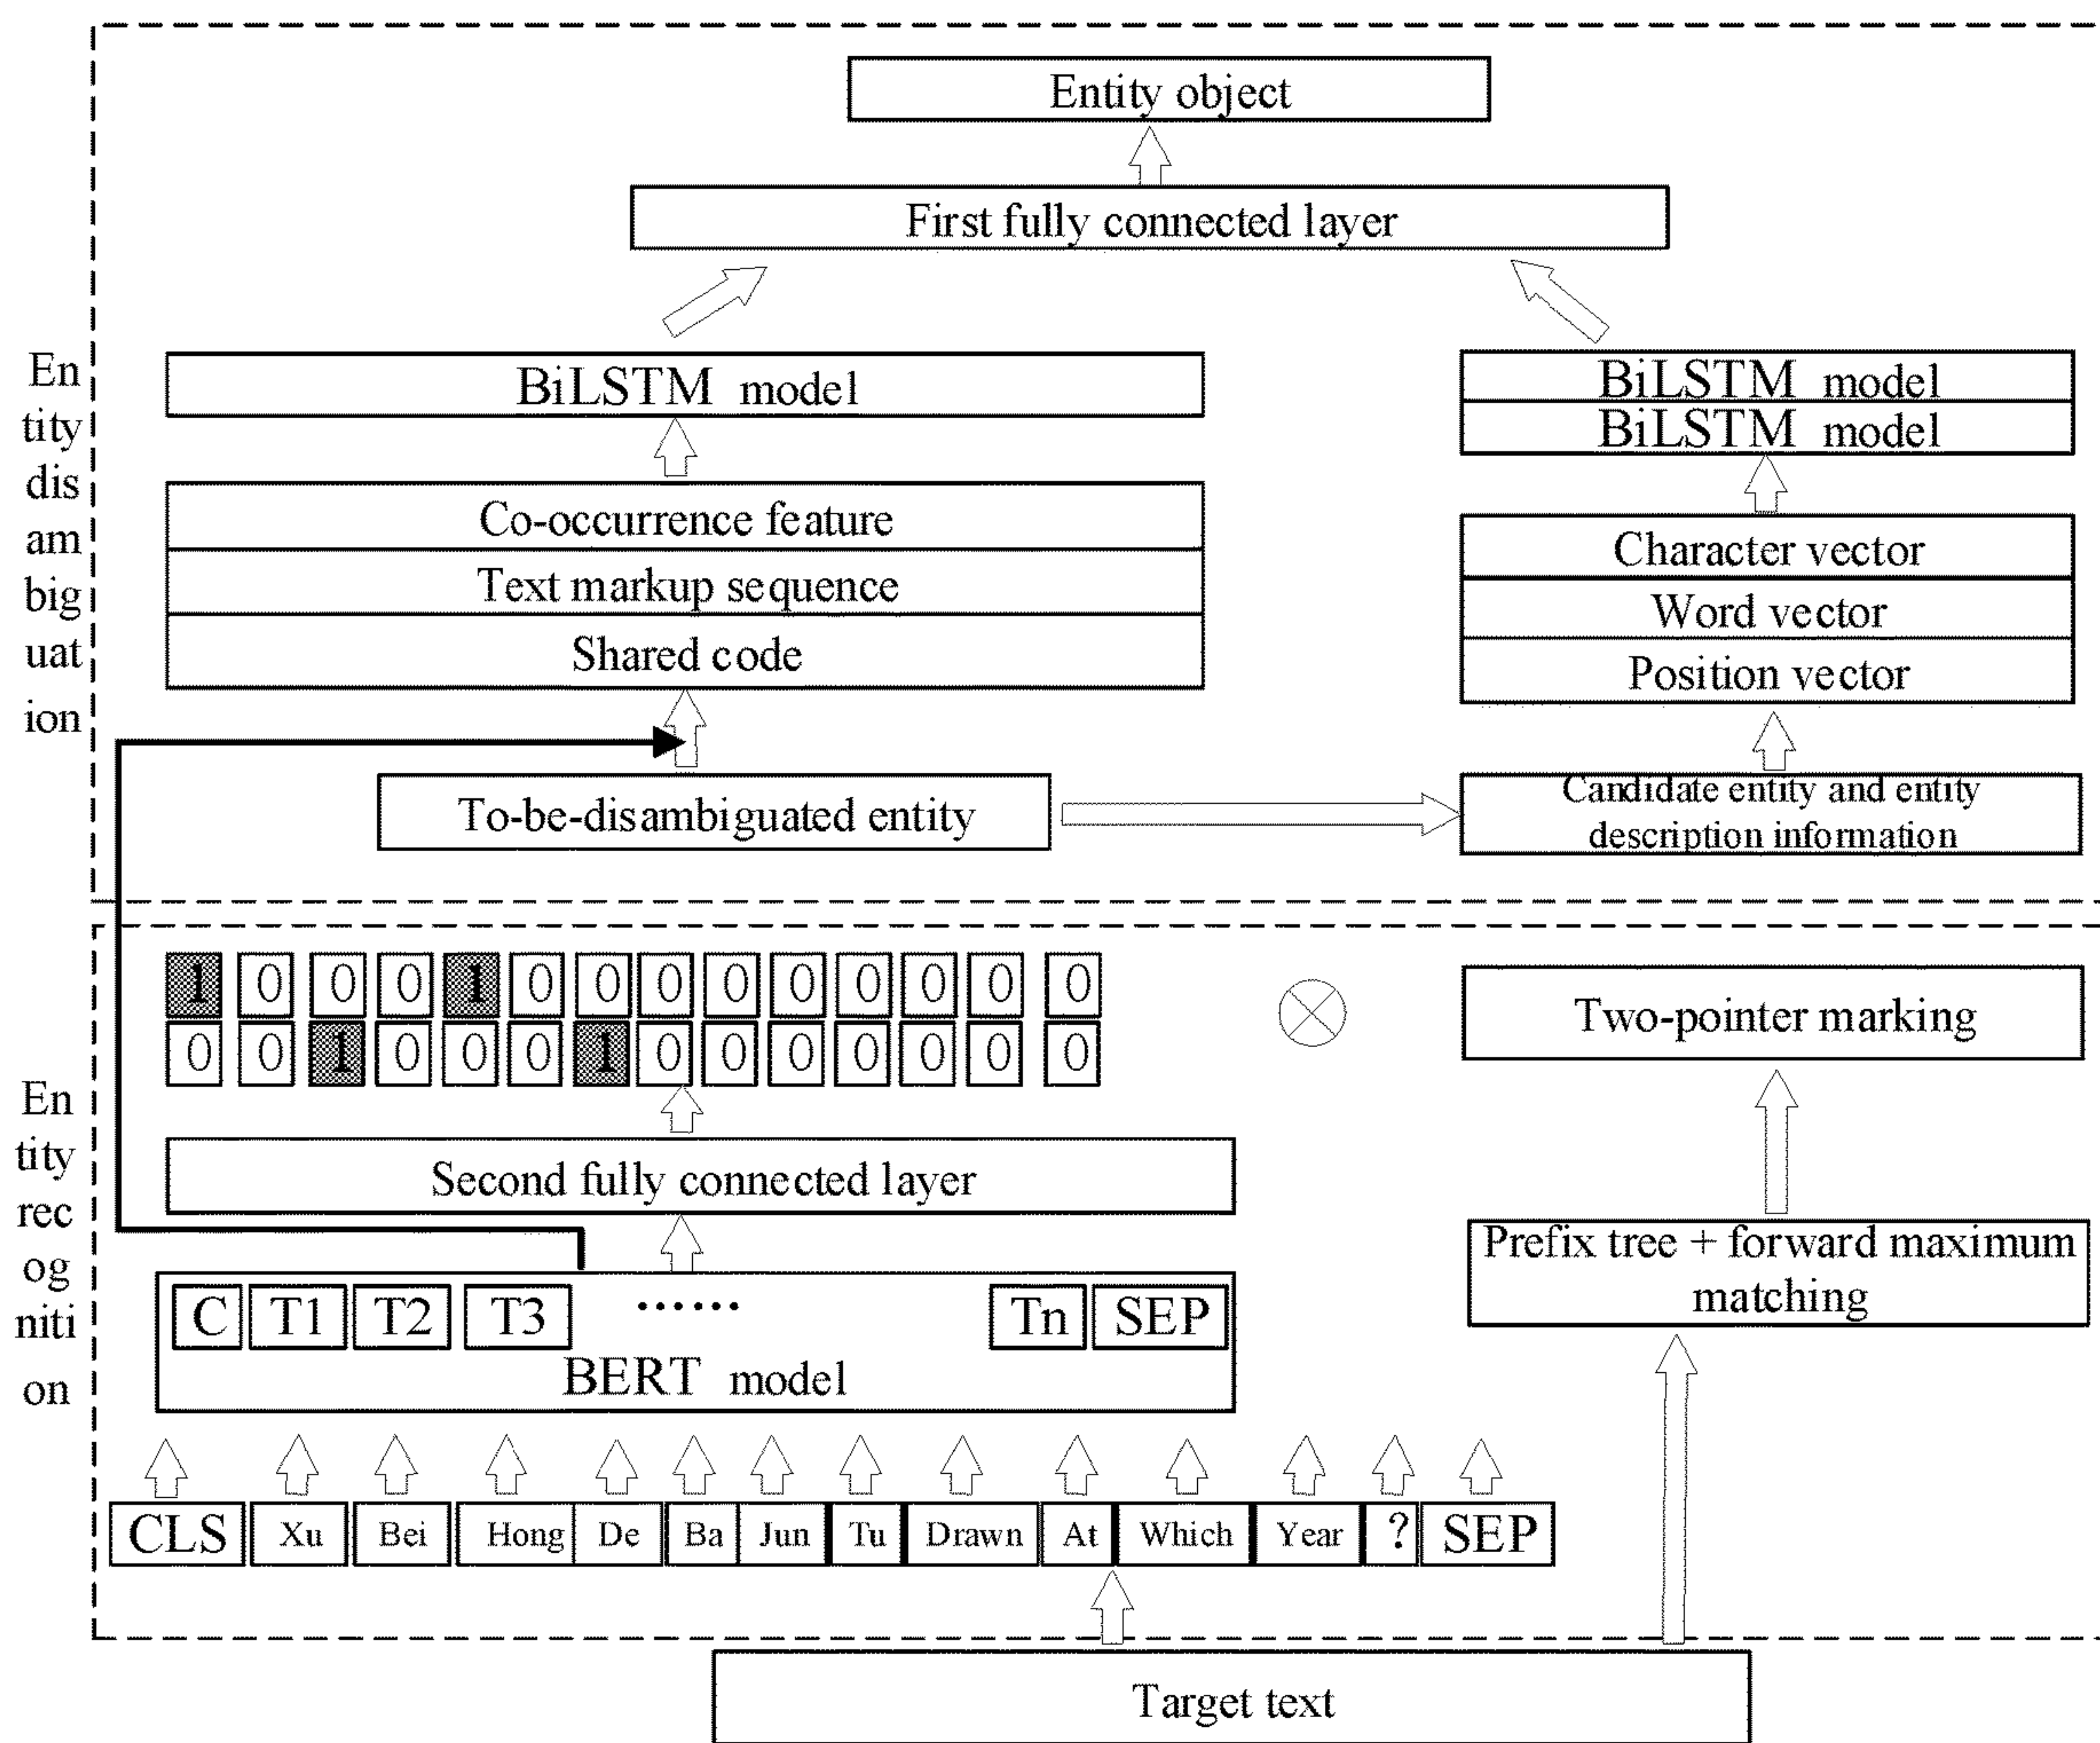 Entity object
First fully connected layer
En
tity
dis
am
big
uat
ion
BiLSTM model
BiLSTM model
BiLSTM model
Co-occurrence feature
Text markup sequence
Shared code
Character vector
Word vector
Position vector
To-be-disambiguated entity
Candidate entity and entity
description information
En
tity
rec
og
niti
on
1 0 0 0 1 0 0 0 0 0 0 0 0 0
0 0 1 0 0 0 1 0 0 0 0 0 0 0
Two-pointer marking
Second fully connected layer
Prefix tree + forward maximum
matching
C T1 T2 T3 ...... Tn SEP
BERT model
CLS Xu Bei Hong De Ba Jun Tu Drawn At Which Year ? SEP
Target text